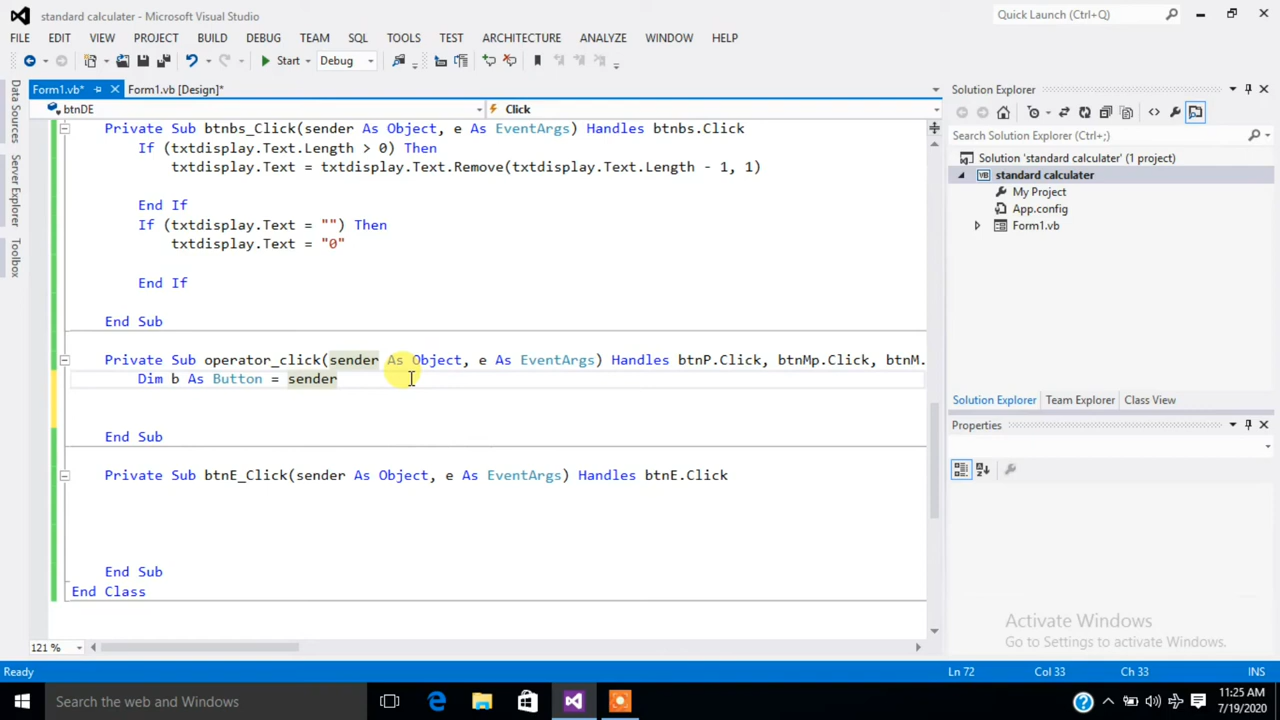 standard calculater - Microsoft Visual Studio
Quick Launch (Ctrl+Q)
FILE EDIT VIEW PROJECT BUILD DEBUG TEAM SQL TOOLS TEST ARCHITECTURE ANALYZE WINDOW HELP
Start Debug
Form1.vb* Form1.vb [Design]*
btnDE Click
Data Sources
Server Explorer
Toolbox
Private Sub btnbs_Click(sender As Object, e As EventArgs) Handles btnbs.Click
If (txtdisplay.Text.Length > 0) Then
txtdisplay.Text = txtdisplay.Text.Remove(txtdisplay.Text.Length - 1, 1)
End If
If (txtdisplay.Text = "") Then
txtdisplay.Text = "0"
End If
End Sub
Private Sub operator_click(sender As Object, e As EventArgs) Handles btnP.Click, btnMp.Click, btnM.
Dim b As Button = sender
End Sub
Private Sub btnE_Click(sender As Object, e As EventArgs) Handles btnE.Click
End Sub
End Class
121 %
Solution Explorer
Search Solution Explorer (Ctrl+;)
Solution 'standard calculater' (1 project)
VB standard calculater
My Project
App.config
Form1.vb
Solution Explorer Team Explorer Class View
Properties
Activate Windows
Go to Settings to activate Windows.
Ready Ln 72 Col 33 Ch 33 INS
Search the web and Windows
11:25 AM
7/19/2020